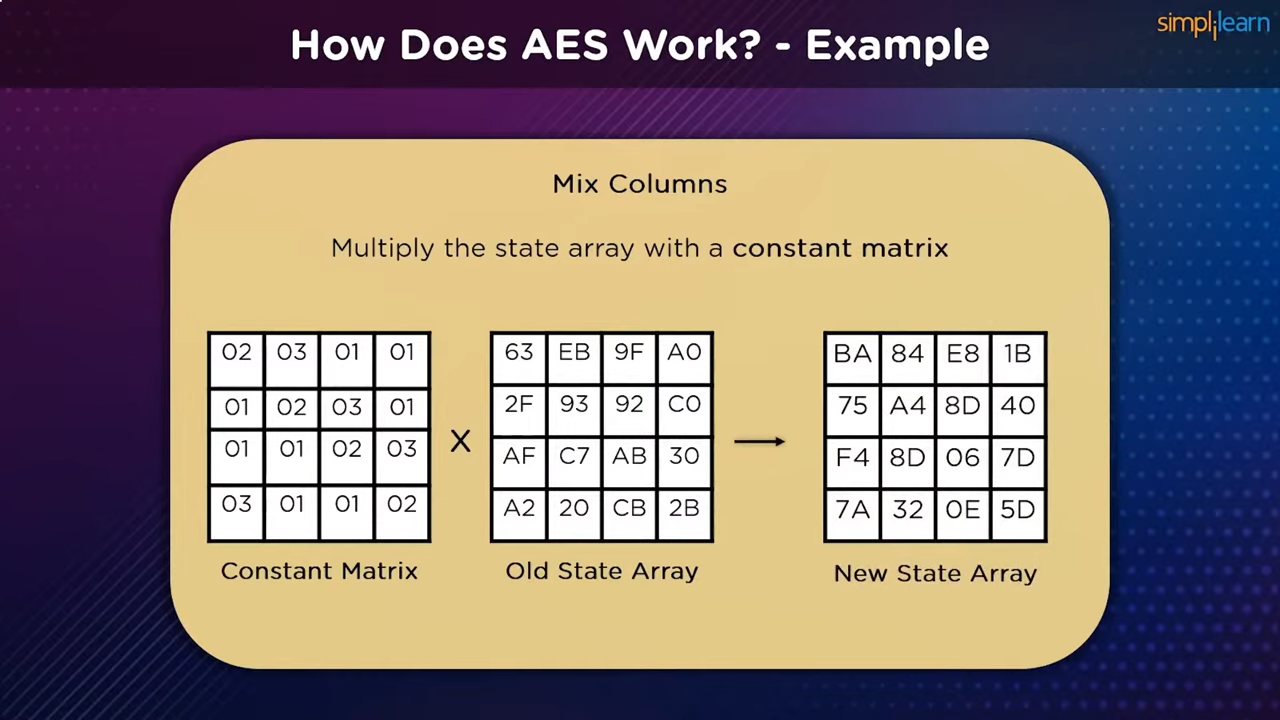 simplilearn
How Does AES Work? - Example
Mix Columns
Multiply the state array with a constant matrix
02 03 01 01
01 02 03 01
01 01 02 03
03 01 01 02
Constant Matrix
X
63 EB 9F A0
2F 93 92 C0
AF C7 AB 30
A2 20 CB 2B
Old State Array
BA 84 E8 1B
75 A4 8D 40
F4 8D 06 7D
7A 32 0E 5D
New State Array